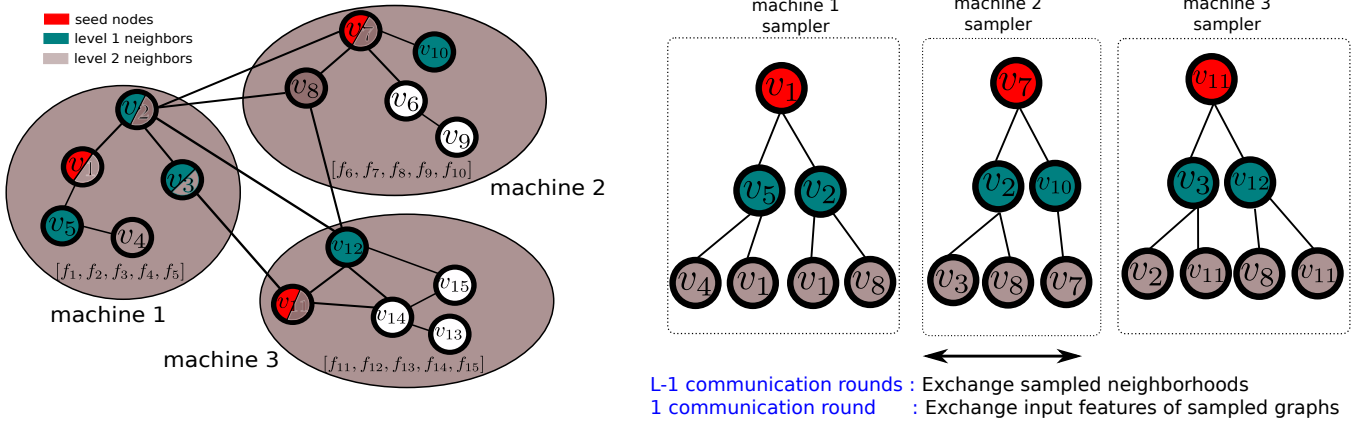 seed nodes
level 1 neighbors
level 2 neighbors
v2
v1
v3
v5
v4
[f1, f2, f3, f4, f5]
machine 1
v7
v10
v8
v6
v9
[f6, f7, f8, f9, f10]
machine 2
v12
v15
v11
v14
v13
[f11, f12, f13, f14, f15]
machine 3
machine 1
sampler
v1
v5 v2
v4 v1 v1 v8
machine 2
sampler
v7
v2 v10
v3 v8 v7
machine 3
sampler
v11
v3 v12
v2 v11 v8 v11
L-1 communication rounds : Exchange sampled neighborhoods
1 communication round : Exchange input features of sampled graphs